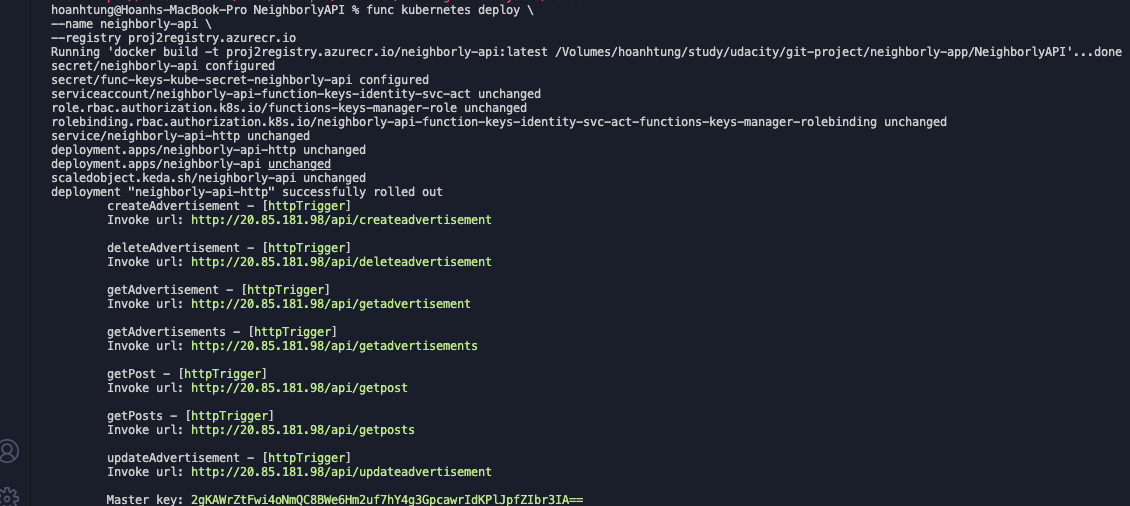 hoanhtung@Hoanhs-MacBook-Pro NeighborlyAPI % func kubernetes deploy \
--name neighborly-api \
--registry proj2registry.azurecr.io
Running 'docker build -t proj2registry.azurecr.io/neighborly-api:latest /Volumes/hoanhtung/study/udacity/git-project/neighborly-app/NeighborlyAPI'...done
secret/neighborly-api configured
secret/func-keys-kube-secret-neighborly-api configured
serviceaccount/neighborly-api-function-keys-identity-svc-act unchanged
role.rbac.authorization.k8s.io/functions-keys-manager-role unchanged
rolebinding.rbac.authorization.k8s.io/neighborly-api-function-keys-identity-svc-act-functions-keys-manager-rolebinding unchanged
service/neighborly-api-http unchanged
deployment.apps/neighborly-api-http unchanged
deployment.apps/neighborly-api unchanged
scaledobject.keda.sh/neighborly-api unchanged
deployment "neighborly-api-http" successfully rolled out
createAdvertisement - [httpTrigger]
Invoke url: http://20.85.181.98/api/createadvertisement
deleteAdvertisement - [httpTrigger]
Invoke url: http://20.85.181.98/api/deleteadvertisement
getAdvertisement - [httpTrigger]
Invoke url: http://20.85.181.98/api/getadvertisement
getAdvertisements - [httpTrigger]
Invoke url: http://20.85.181.98/api/getadvertisements
getPost - [httpTrigger]
Invoke url: http://20.85.181.98/api/getpost
getPosts - [httpTrigger]
Invoke url: http://20.85.181.98/api/getposts
updateAdvertisement - [httpTrigger]
Invoke url: http://20.85.181.98/api/updateadvertisement
Master key: 2gKAWrZtFwi4oNmQC8BWe6Hm2uf7hY4g3GpcawrIdKPlJpfZIbr3IA==